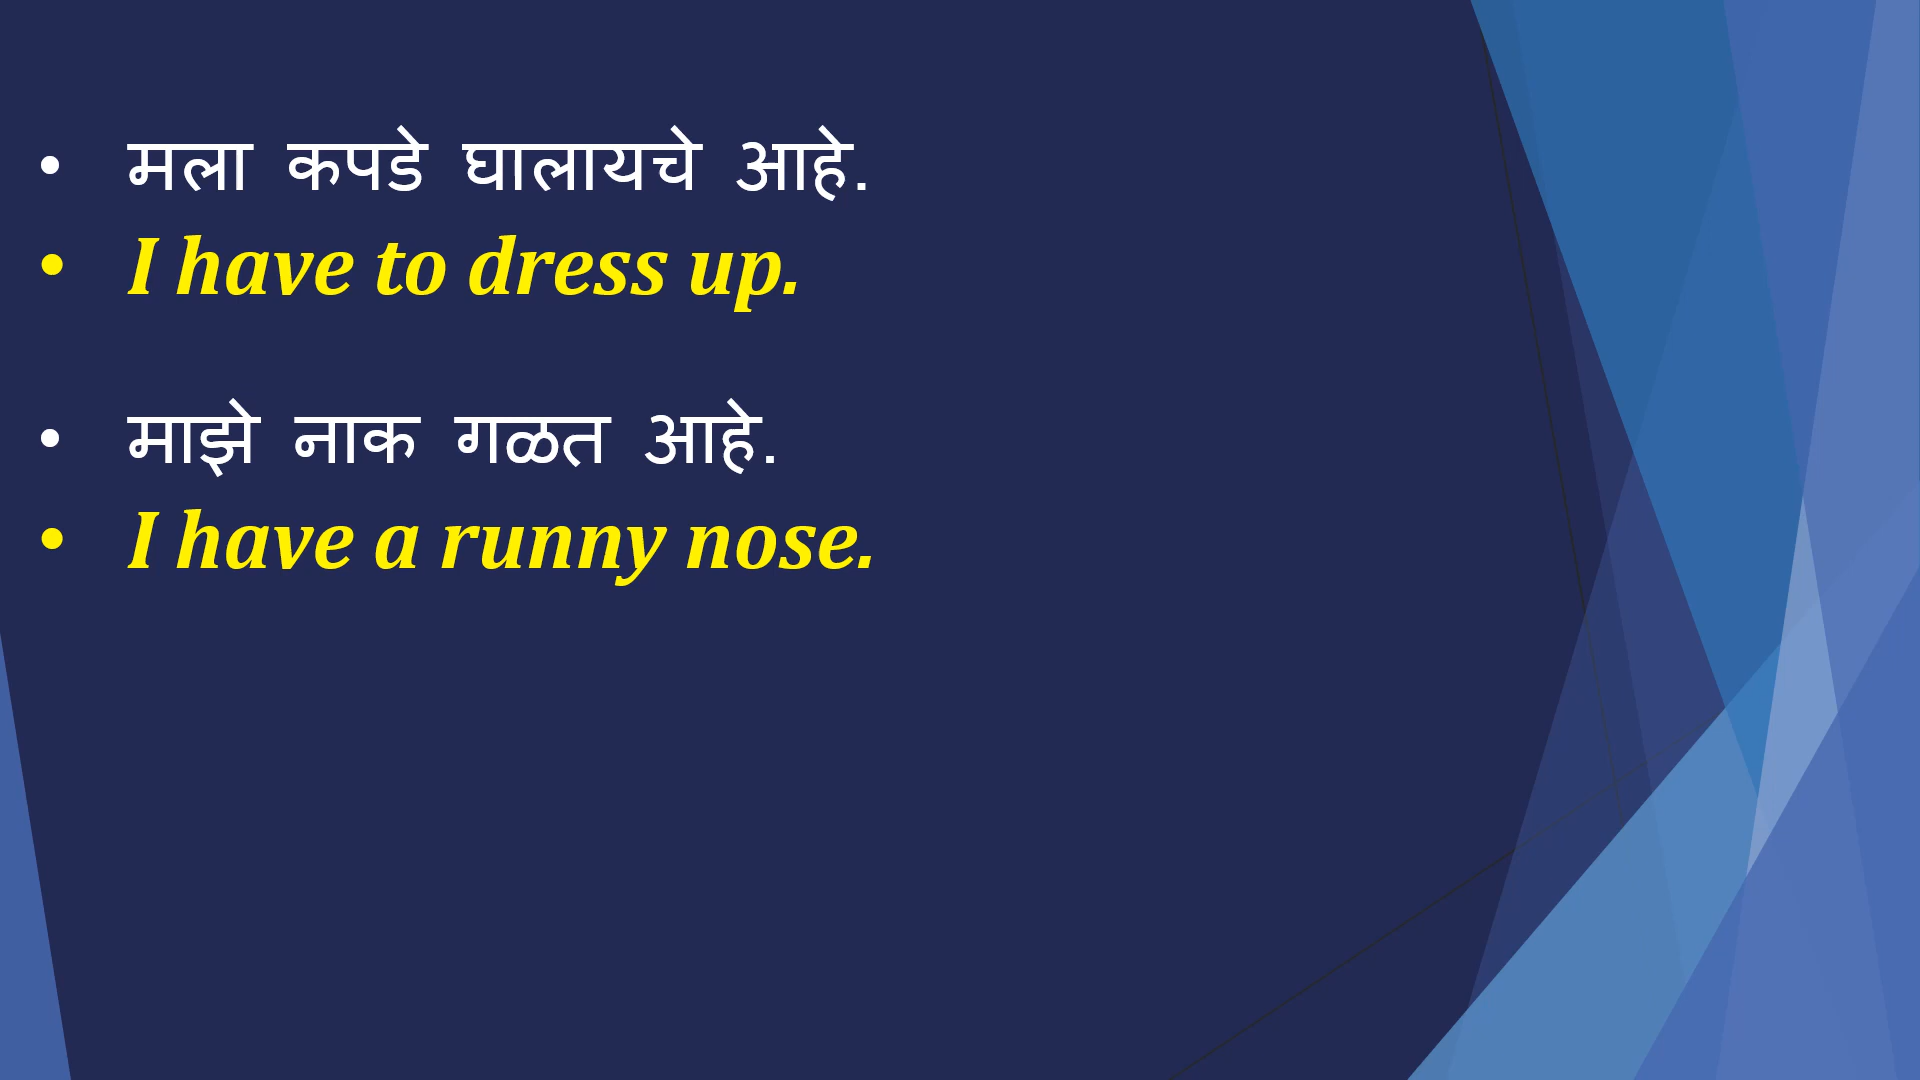 • मला कपडे घालायचे आहे.
• I have to dress up.
• माझे नाक गळत आहे.
• I have a runny nose.